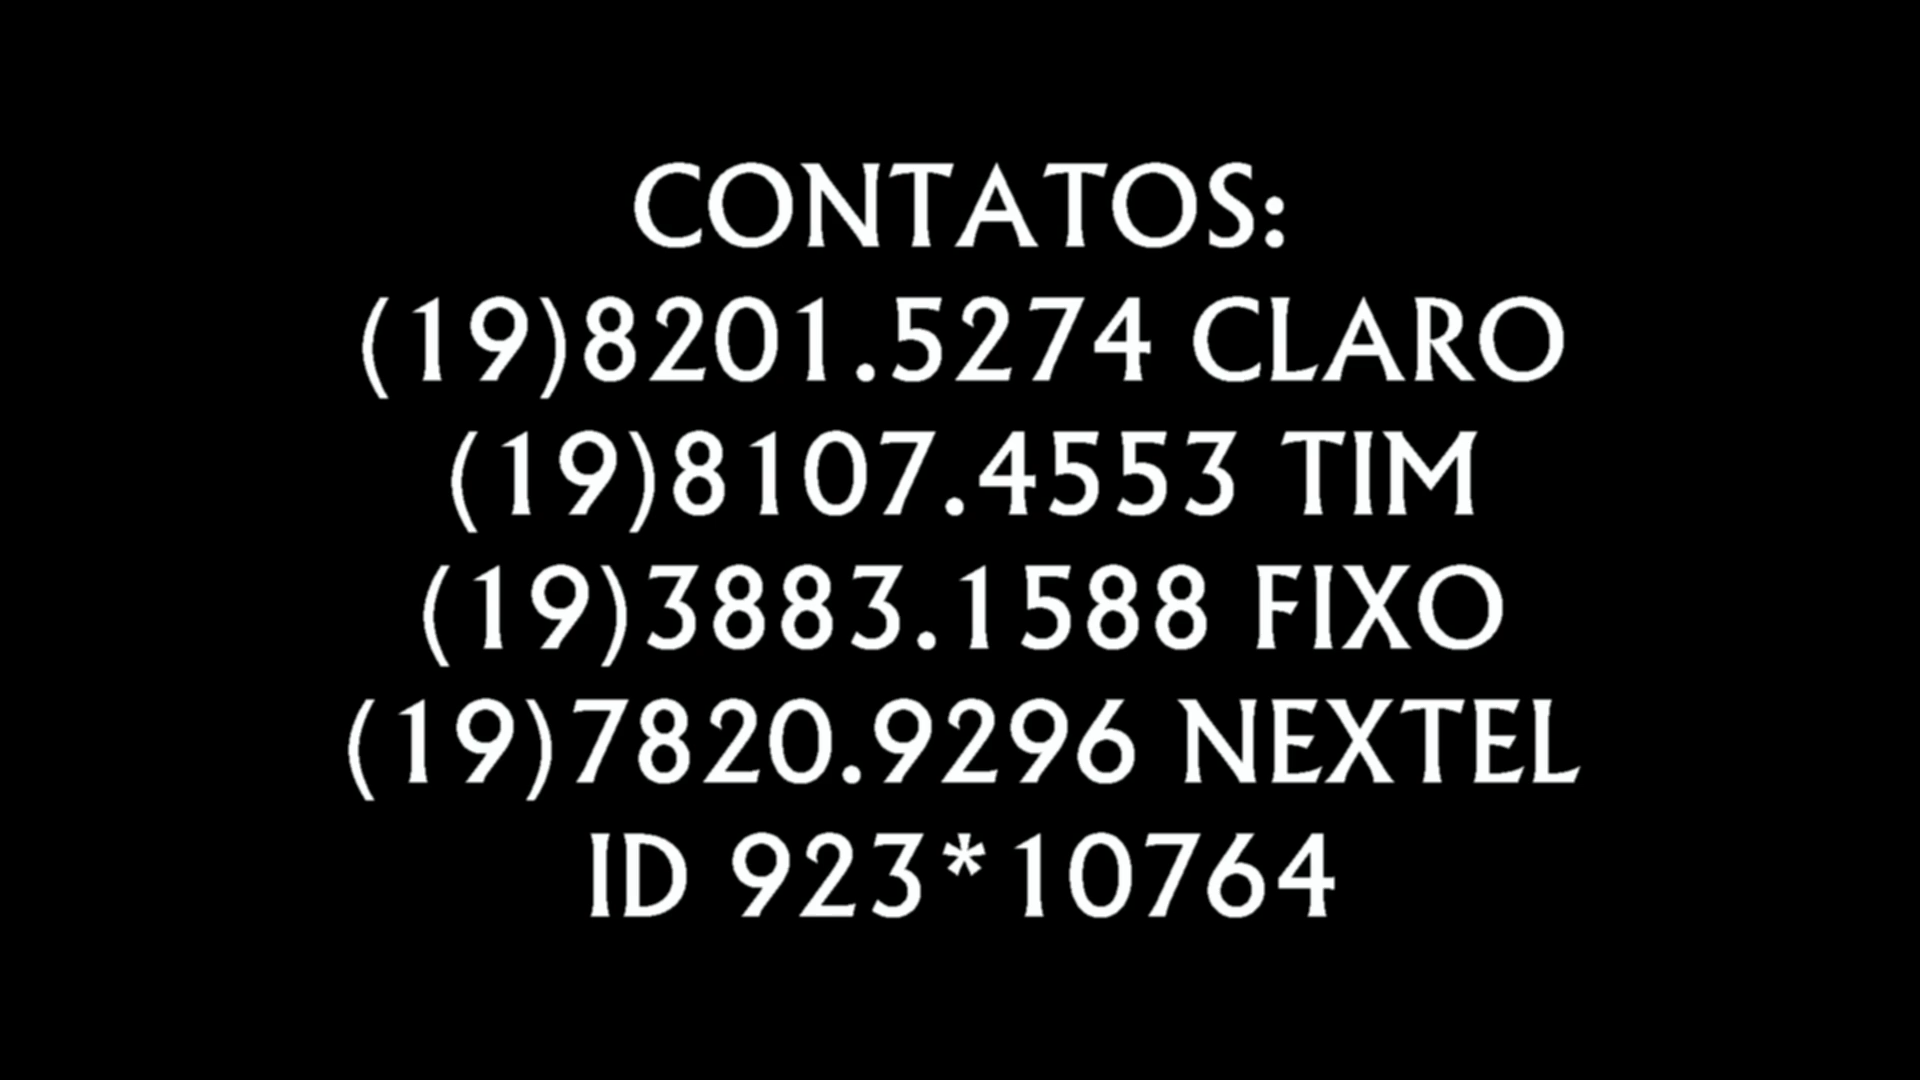 CONTATOS:
(19)8201.5274 CLARO
(19)8107.4553 TIM
(19)3883.1588 FIXO
(19)7820.9296 NEXTEL
ID 923*10764